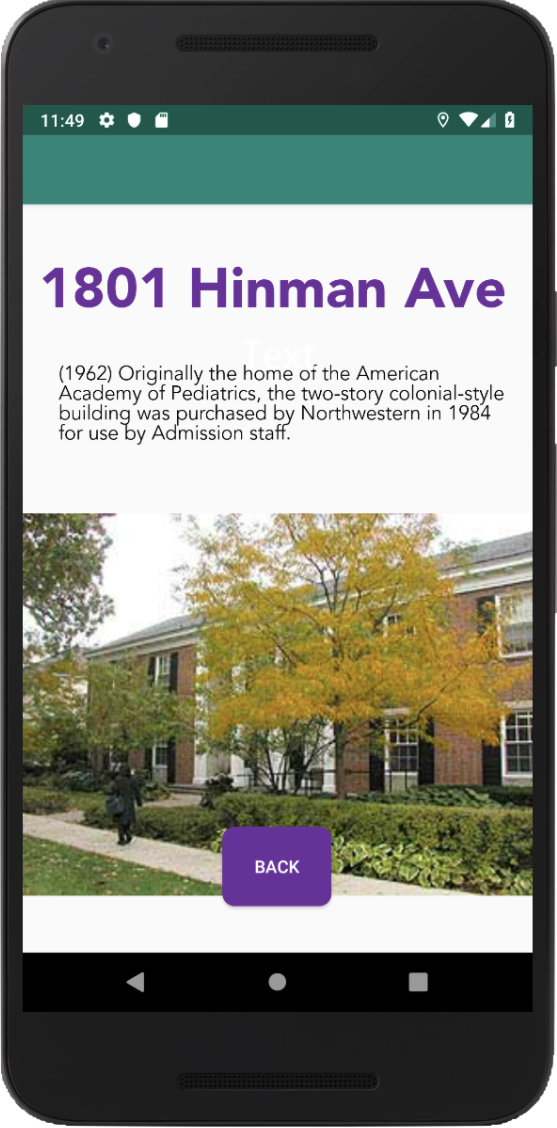 11:49
1801 Hinman Ave
Text
(1962) Originally the home of the American
Academy of Pediatrics, the two-story colonial-style
building was purchased by Northwestern in 1984
for use by Admission staff.
BACK